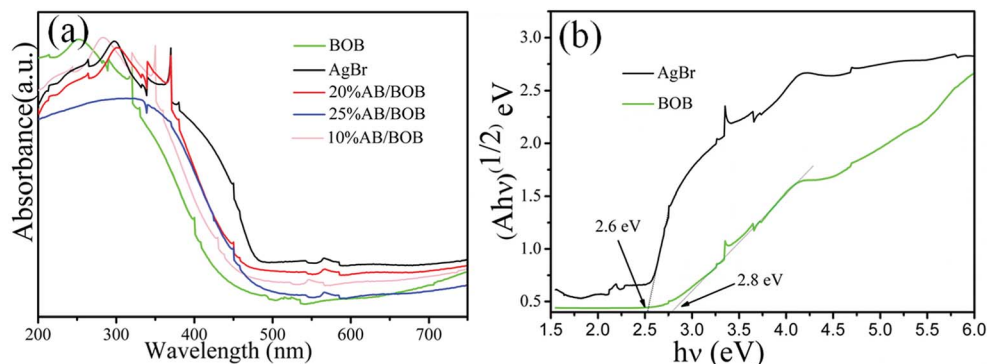 (a)
BOB
AgBr
20%AB/BOB
25%AB/BOB
10%AB/BOB
Absorbance(a.u.)
200 300 400 500 600 700
Wavelength (nm)
(b)
AgBr
BOB
(Ahν)(1/2) eV
3.0
2.5
2.0
1.5
1.0
0.5
2.6 eV
2.8 eV
1.5 2.0 2.5 3.0 3.5 4.0 4.5 5.0 5.5 6.0
hν (eV)